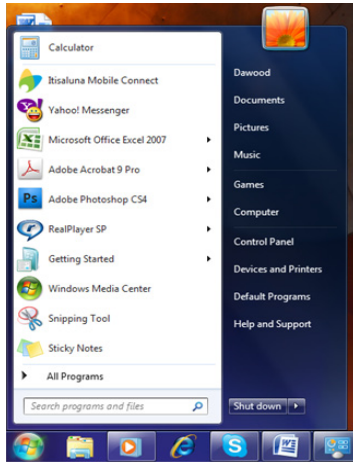 Calculator
Itisaluna Mobile Connect
Yahoo! Messenger
Microsoft Office Excel 2007
Adobe Acrobat 9 Pro
Ps Adobe Photoshop CS4
RealPlayer SP
Getting Started
Windows Media Center
Snipping Tool
Sticky Notes
All Programs
Search programs and files
Dawood
Documents
Pictures
Music
Games
Computer
Control Panel
Devices and Printers
Default Programs
Help and Support
Shut down